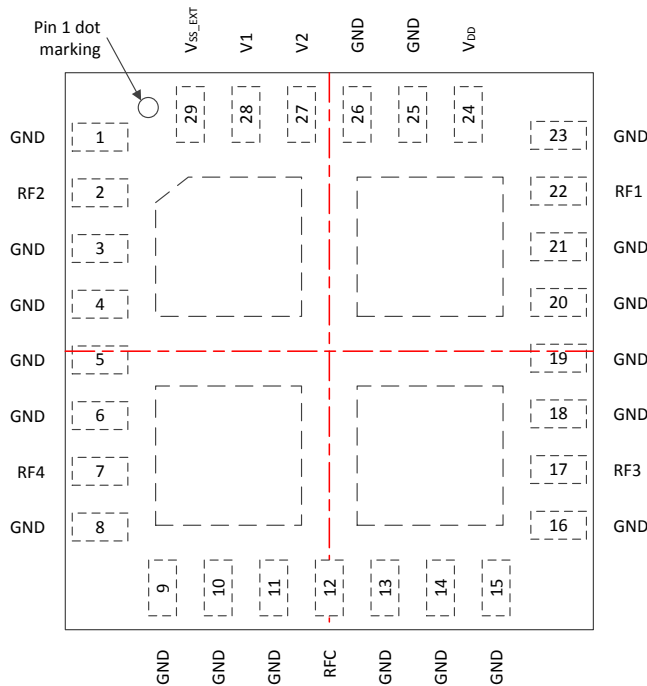 Pin 1 dot
marking
VSS_EXT
V1
V2
GND
GND
VDD
29
28
27
26
25
24
GND
1
23
GND
RF2
2
22
RF1
GND
3
21
GND
GND
4
20
GND
GND
5
19
GND
GND
6
18
GND
RF4
7
17
RF3
GND
8
16
GND
9
10
11
12
13
14
15
GND
GND
GND
RFC
GND
GND
GND